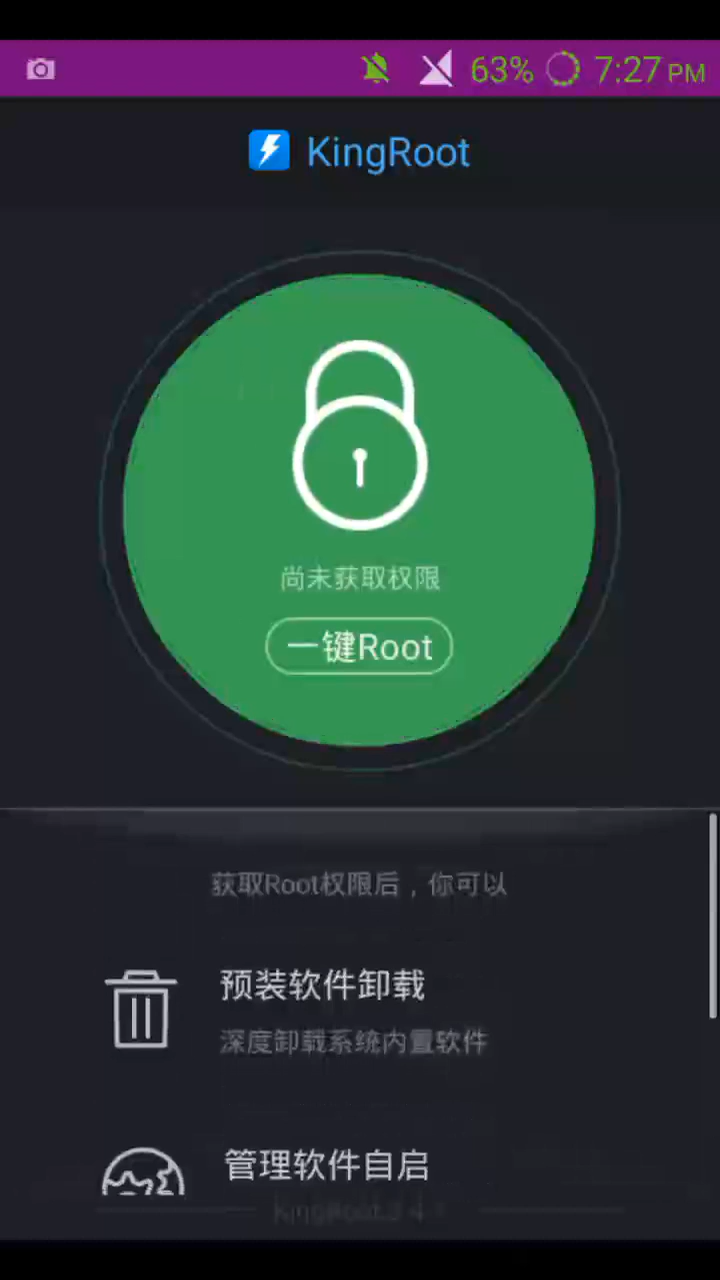 63% 7:27 PM
KingRoot
尚未获取权限
一键Root
获取Root权限后，你可以
预装软件卸载
深度卸载系统内置软件
管理软件自启